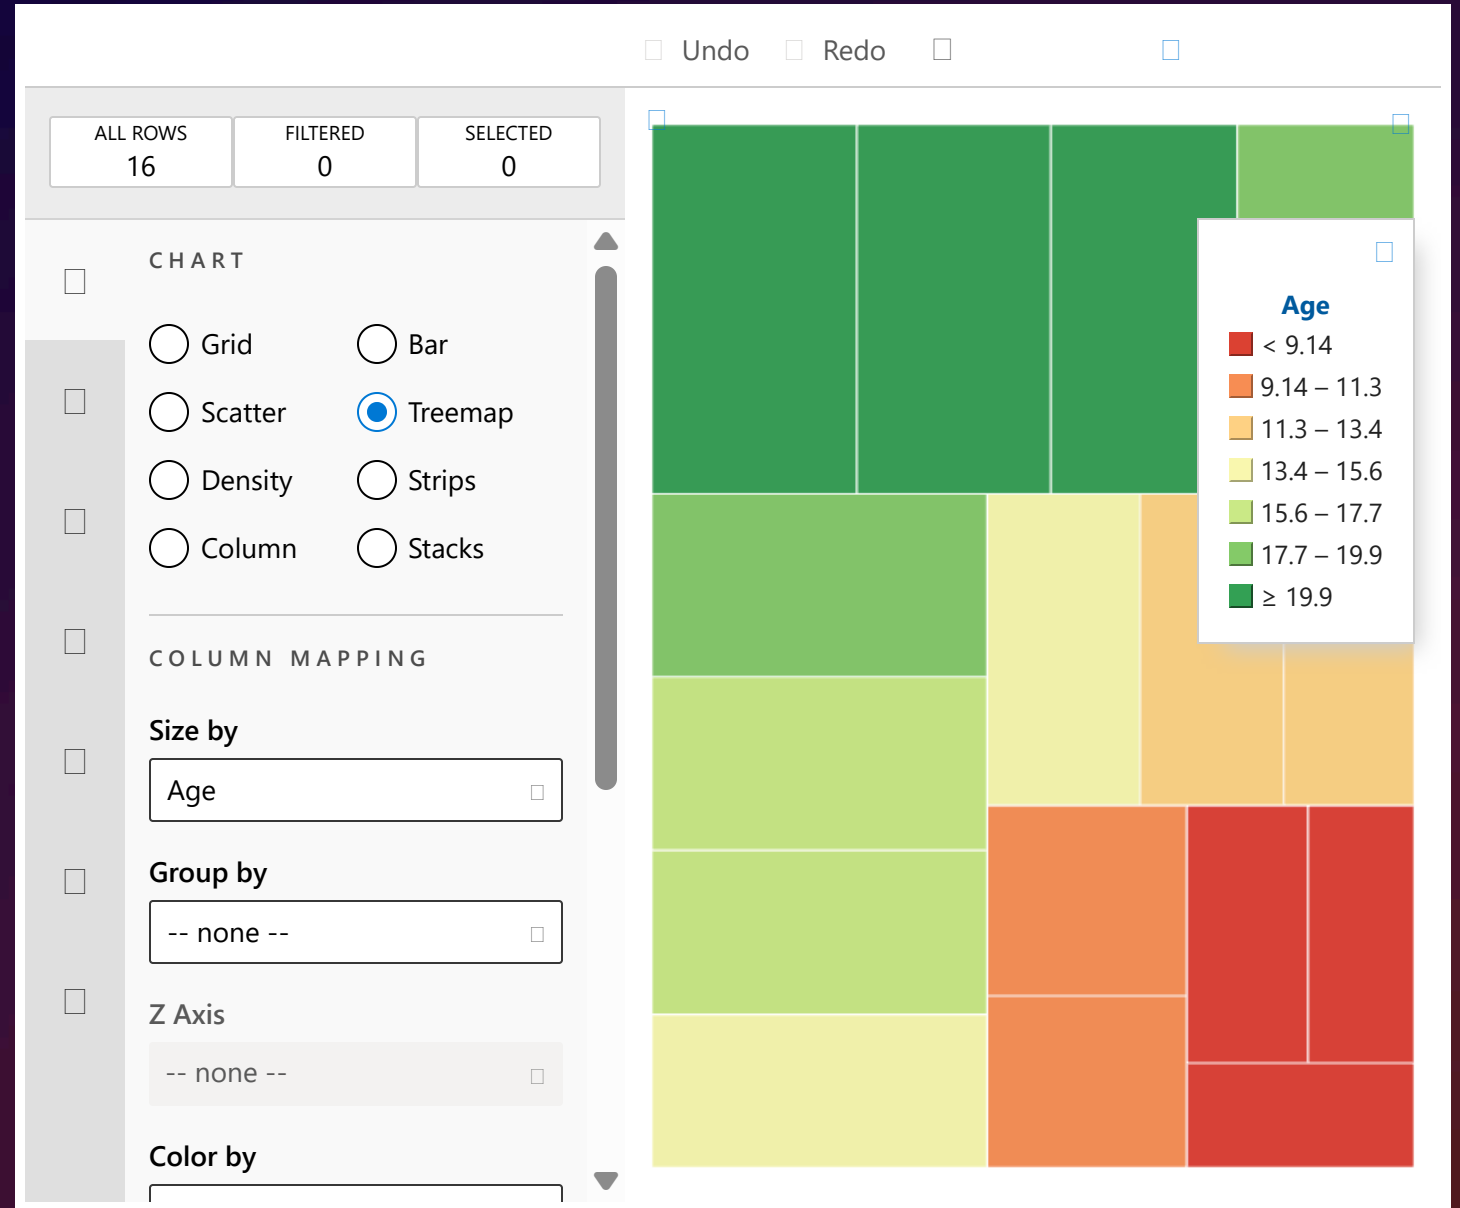 Undo Redo
ALL ROWS FILTERED SELECTED
16 0 0
CHART
Grid Bar
Scatter Treemap
Density Strips
Column Stacks
COLUMN MAPPING
Size by
Age
Group by
-- none --
Z Axis
-- none --
Color by
Age
< 9.14
9.14 – 11.3
11.3 – 13.4
13.4 – 15.6
15.6 – 17.7
17.7 – 19.9
≥ 19.9